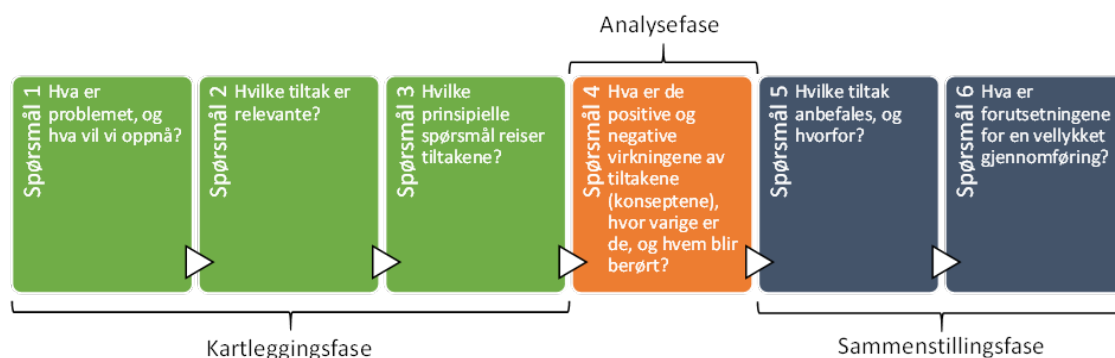 Analysefase
Spørsmål 1
Hva er
problemet, og
hva vil vi oppnå?
Spørsmål 2
Hvilke tiltak er
relevante?
Spørsmål 3
Hvilke
prinsipielle
spørsmål reiser
tiltakene?
Spørsmål 4
Hva er de
positive og
negative
virkningene av
tiltakene
(konseptene),
hvor varige er
de, og hvem blir
berørt?
Spørsmål 5
Hvilke tiltak
anbefales, og
hvorfor?
Spørsmål 6
Hva er
forutsetningene
for en vellykket
gjennomføring?
Kartleggingsfase
Sammenstillingsfase